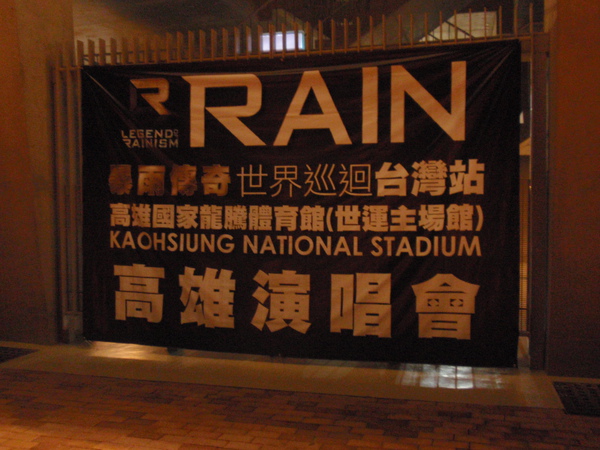 R RAIN
LEGEND OF
RAINISM
暴雨傳奇 世界巡迴台灣站
高雄國家龍騰體育館(世運主場館)
KAOHSIUNG NATIONAL STADIUM
高雄演唱會